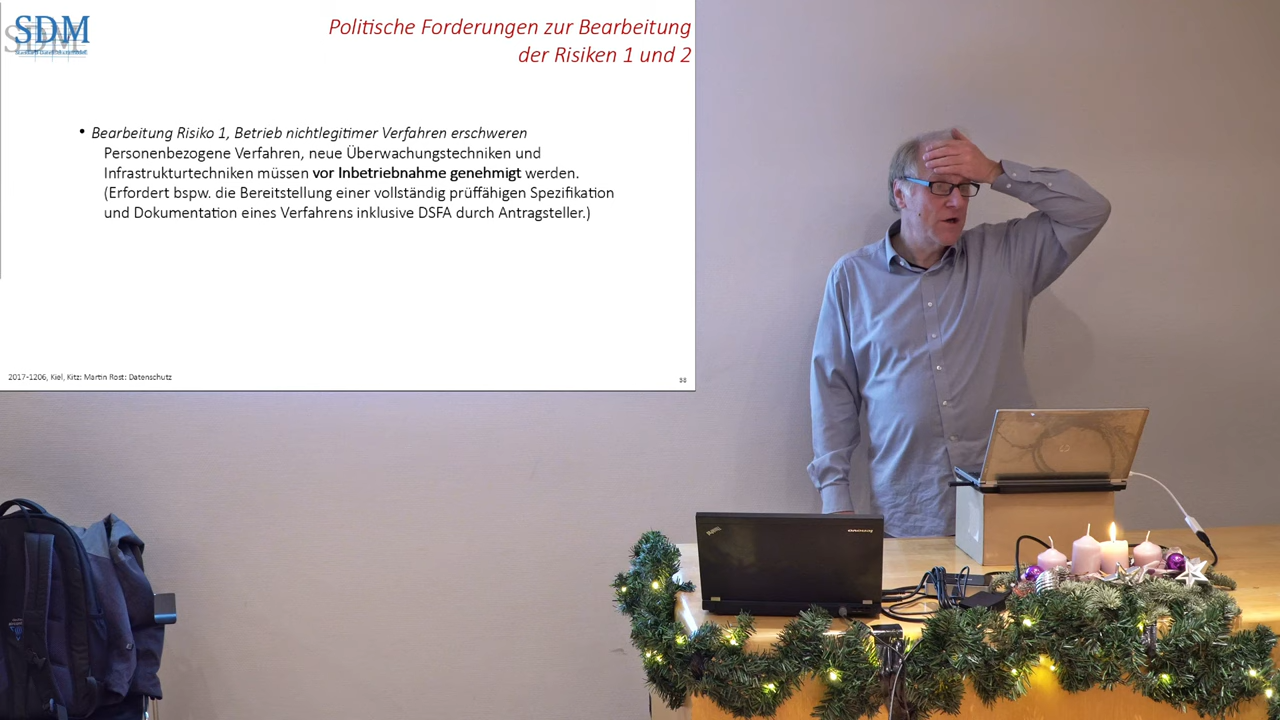 SDM
Politische Forderungen zur Bearbeitung
der Risiken 1 und 2
• Bearbeitung Risiko 1, Betrieb nichtlegitimer Verfahren erschweren
Personenbezogene Verfahren, neue Überwachungstechniken und
Infrastrukturtechniken müssen vor Inbetriebnahme genehmigt werden.
(Erfordert bspw. die Bereitstellung einer vollständig prüffähigen Spezifikation
und Dokumentation eines Verfahrens inklusive DSFA durch Antragsteller.)
2017-1206, Kiel, Kitz: Martin Rost: Datenschutz
38
ThinkPad